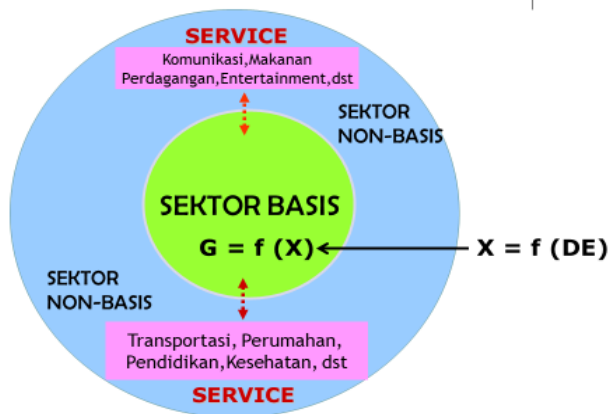 SERVICE
Komunikasi,Makanan
Perdagangan,Entertainment,dst
SEKTOR
NON-BASIS
SEKTOR BASIS
G = f (X)
X = f (DE)
SEKTOR
NON-BASIS
Transportasi, Perumahan,
Pendidikan,Kesehatan, dst
SERVICE